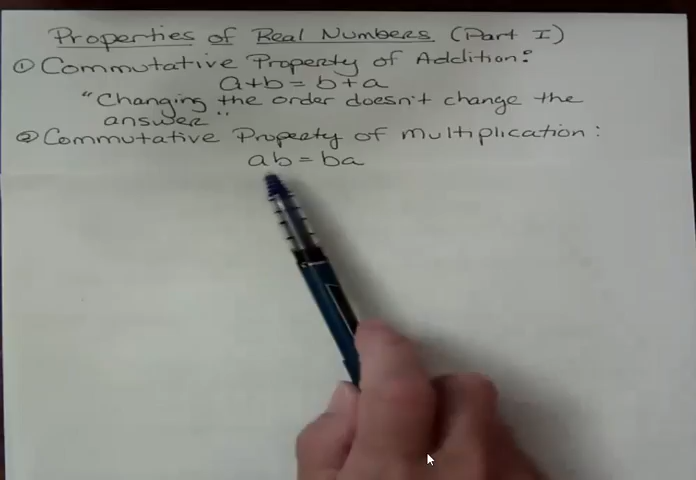 Properties of Real Numbers (Part I)
① Commutative Property of Addition:
a+b = b+a
"Changing the order doesn't change the
answer"
② Commutative Property of multiplication:
ab = ba